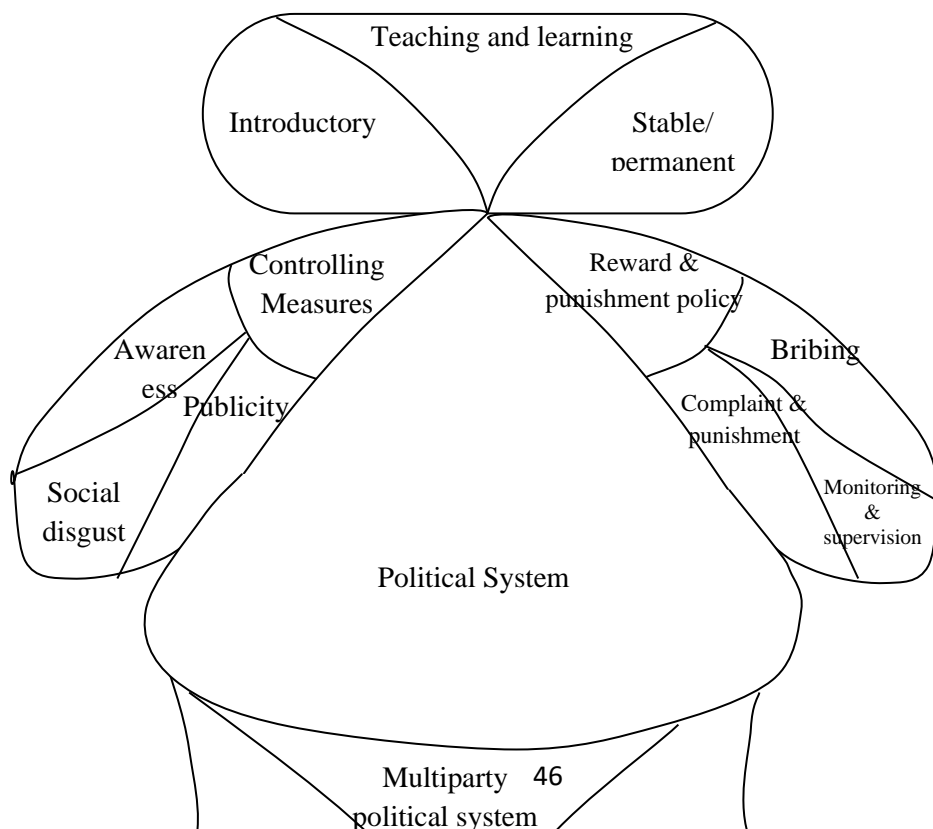 Teaching and learning
Introductory
Stable/
permanent
Controlling
Measures
Reward &
punishment policy
Awaren
ess
Publicity
Bribing
Complaint &
punishment
Social
disgust
Monitoring
&
supervision
Political System
Multiparty
political system
46